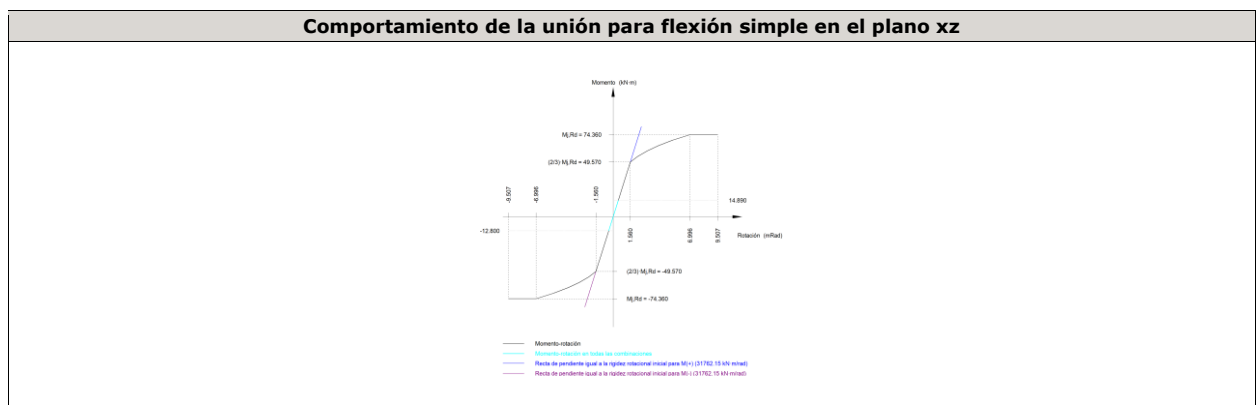 Comportamiento de la unión para flexión simple en el plano xz
Momento (kN·m)
Mj,Rd = 74.360
(2/3)·Mj,Rd = 49.570
-9.507
-6.996
-1.560
14.890
-12.800
1.560
6.996
9.507
Rotación (mRad)
(2/3)·Mj,Rd = -49.570
Mj,Rd = -74.360
Momento-rotación
Momento-rotación en todas las combinaciones
Recta de pendiente igual a la rigidez rotacional inicial para M(+) (31762.15 kN·m/rad)
Recta de pendiente igual a la rigidez rotacional inicial para M(-) (31762.15 kN·m/rad)